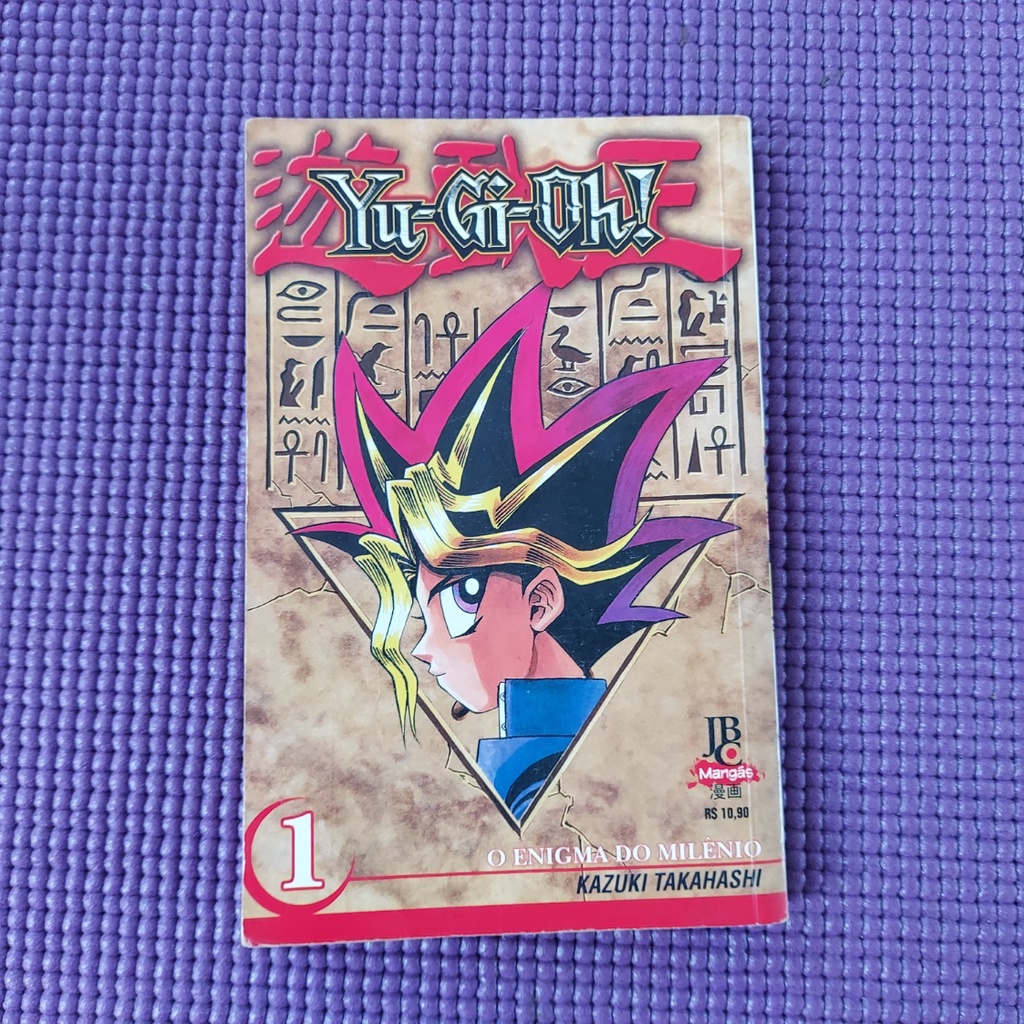 遊戯王
Yu-Gi-Oh!
JBC
Mangás
漫画
R$ 10,90
1
O ENIGMA DO MILÊNIO
KAZUKI TAKAHASHI